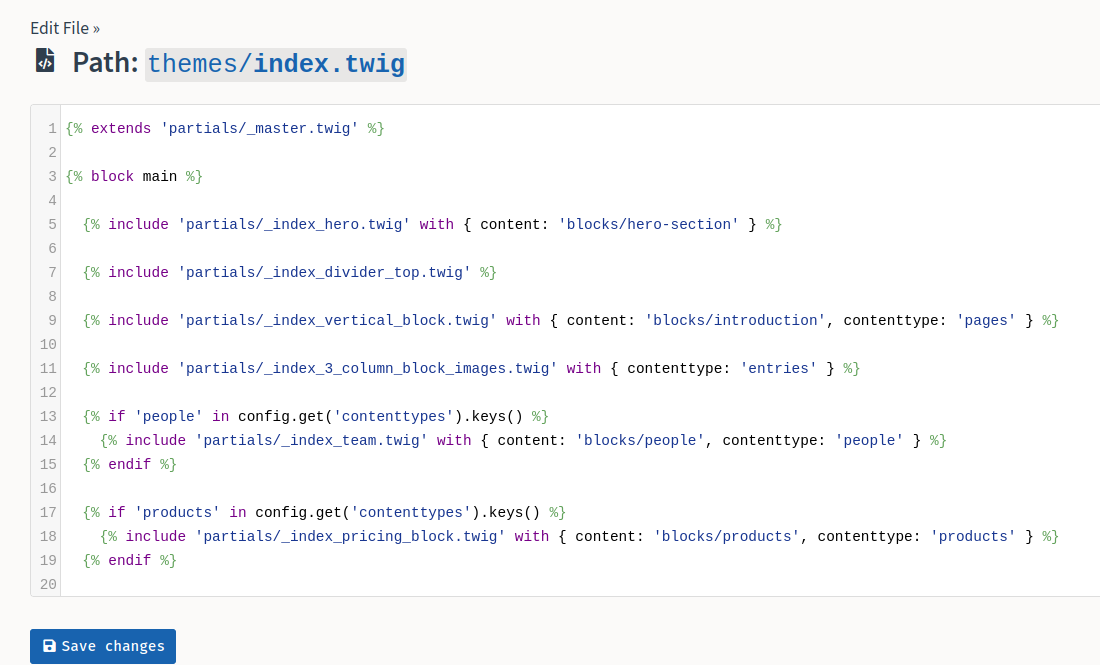 Edit File »
Path: themes/index.twig
1 {% extends 'partials/_master.twig' %}
2
3 {% block main %}
4
5 {% include 'partials/_index_hero.twig' with { content: 'blocks/hero-section' } %}
6
7 {% include 'partials/_index_divider_top.twig' %}
8
9 {% include 'partials/_index_vertical_block.twig' with { content: 'blocks/introduction', contenttype: 'pages' } %}
10
11 {% include 'partials/_index_3_column_block_images.twig' with { contenttype: 'entries' } %}
12
13 {% if 'people' in config.get('contenttypes').keys() %}
14 {% include 'partials/_index_team.twig' with { content: 'blocks/people', contenttype: 'people' } %}
15 {% endif %}
16
17 {% if 'products' in config.get('contenttypes').keys() %}
18 {% include 'partials/_index_pricing_block.twig' with { content: 'blocks/products', contenttype: 'products' } %}
19 {% endif %}
20
Save changes